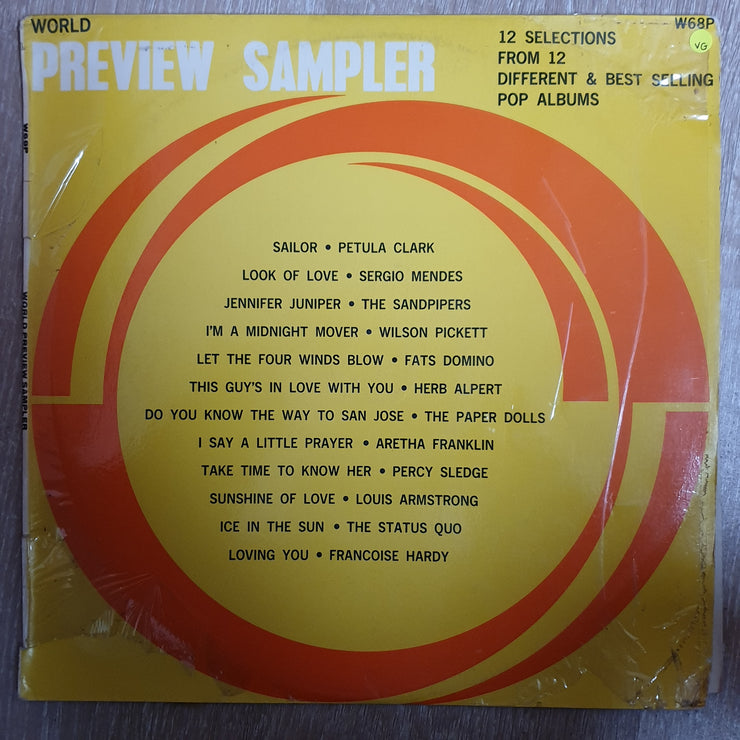 WORLD
PREViEW SAMPLER
W68P
VG
12 SELECTIONS
FROM 12
DIFFERENT & BEST SELLING
POP ALBUMS
W68P
WORLD PREVIEW SAMPLER
SAILOR • PETULA CLARK
LOOK OF LOVE • SERGIO MENDES
JENNIFER JUNIPER • THE SANDPIPERS
I'M A MIDNIGHT MOVER • WILSON PICKETT
LET THE FOUR WINDS BLOW • FATS DOMINO
THIS GUY'S IN LOVE WITH YOU • HERB ALPERT
DO YOU KNOW THE WAY TO SAN JOSE • THE PAPER DOLLS
I SAY A LITTLE PRAYER • ARETHA FRANKLIN
TAKE TIME TO KNOW HER • PERCY SLEDGE
SUNSHINE OF LOVE • LOUIS ARMSTRONG
ICE IN THE SUN • THE STATUS QUO
LOVING YOU • FRANCOISE HARDY